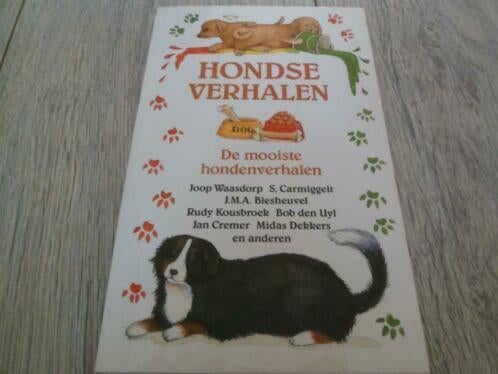 HONDSE
VERHALEN
DOG
De mooiste
hondenverhalen
Joop Waasdorp S. Carmiggelt
J.M.A. Biesheuvel
Rudy Kousbroek Bob den Uyl
Jan Cremer Midas Dekkers
en anderen